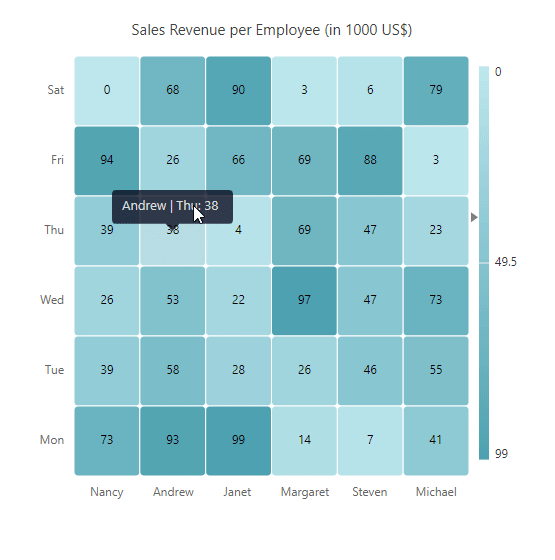 Sales Revenue per Employee (in 1000 US$)
Sat 0 68 90 3 6 79 0
Fri 94 26 66 69 88 3
Andrew | Thu: 38
Thu 39 38 4 69 47 23
49.5
Wed 26 53 22 97 47 73
Tue 39 58 28 26 46 55
Mon 73 93 99 14 7 41
99
Nancy Andrew Janet Margaret Steven Michael